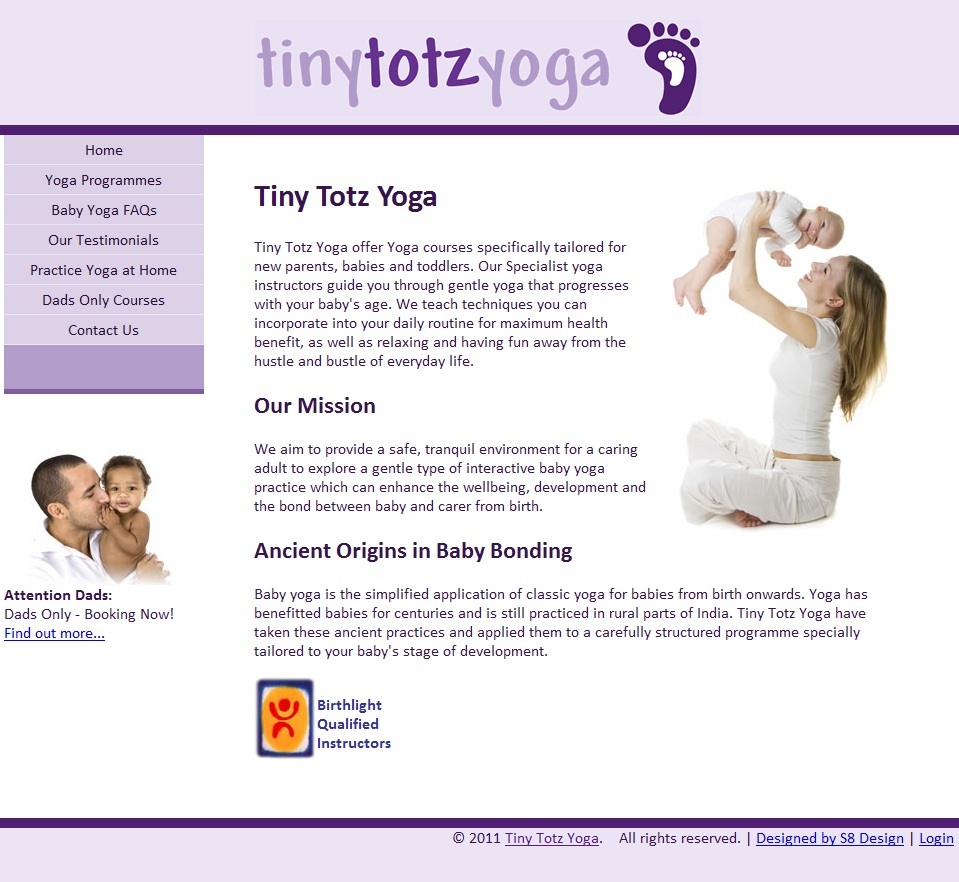 tinytotzyoga
Home
Yoga Programmes
Baby Yoga FAQs
Our Testimonials
Practice Yoga at Home
Dads Only Courses
Contact Us
Attention Dads:
Dads Only - Booking Now!
Find out more...
Tiny Totz Yoga
Tiny Totz Yoga offer Yoga courses specifically tailored for
new parents, babies and toddlers. Our Specialist yoga
instructors guide you through gentle yoga that progresses
with your baby's age. We teach techniques you can
incorporate into your daily routine for maximum health
benefit, as well as relaxing and having fun away from the
hustle and bustle of everyday life.
Our Mission
We aim to provide a safe, tranquil environment for a caring
adult to explore a gentle type of interactive baby yoga
practice which can enhance the wellbeing, development and
the bond between baby and carer from birth.
Ancient Origins in Baby Bonding
Baby yoga is the simplified application of classic yoga for babies from birth onwards. Yoga has
benefitted babies for centuries and is still practiced in rural parts of India. Tiny Totz Yoga have
taken these ancient practices and applied them to a carefully structured programme specially
tailored to your baby's stage of development.
Birthlight
Qualified
Instructors
© 2011 Tiny Totz Yoga. All rights reserved. | Designed by S8 Design | Login